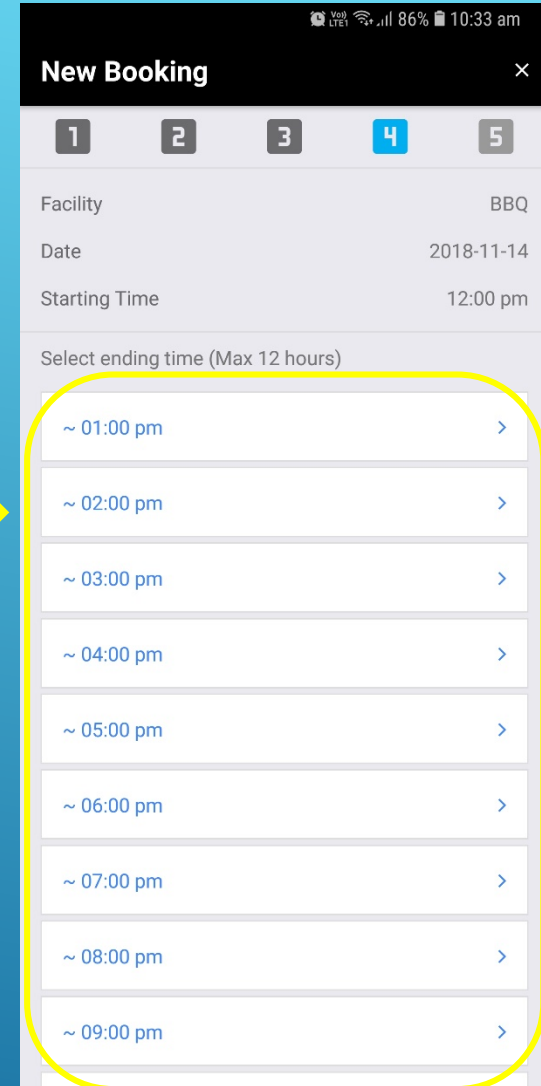 Vo)) LTE1 86% 10:33 am
New Booking ×
1 2 3 4 5
Facility BBQ
Date 2018-11-14
Starting Time 12:00 pm
Select ending time (Max 12 hours)
~ 01:00 pm >
~ 02:00 pm >
~ 03:00 pm >
~ 04:00 pm >
~ 05:00 pm >
~ 06:00 pm >
~ 07:00 pm >
~ 08:00 pm >
~ 09:00 pm >